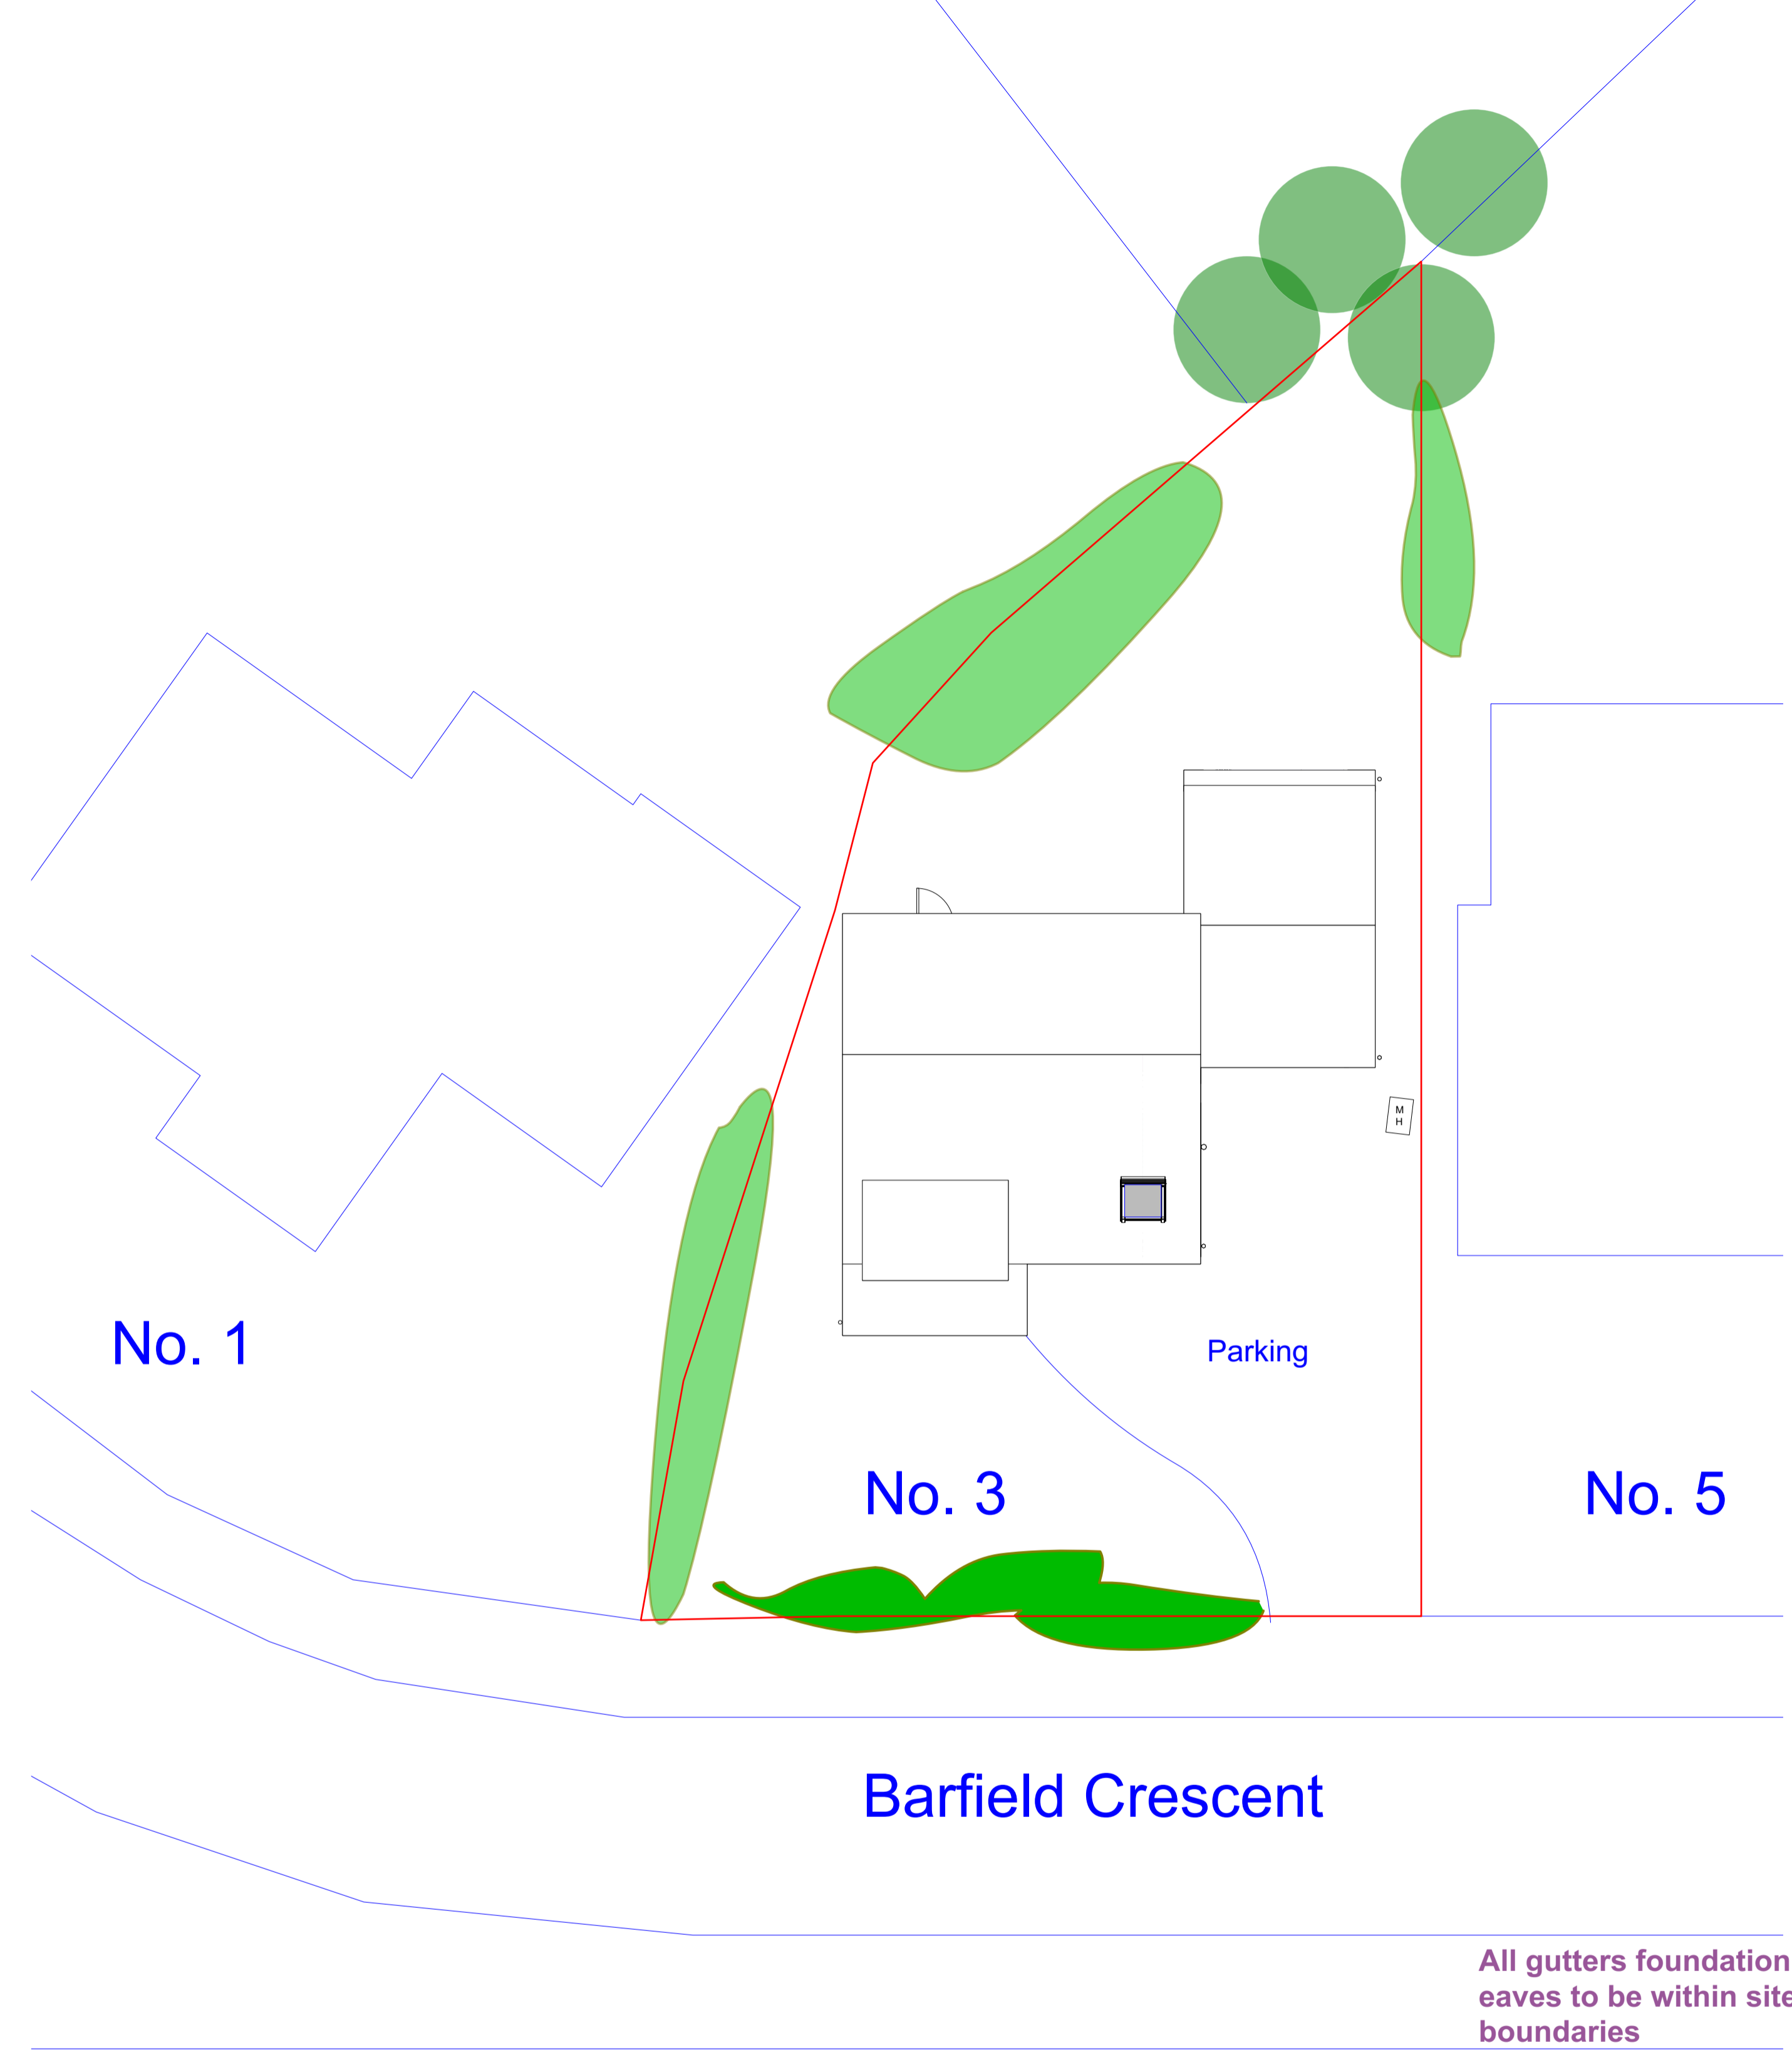 M
H
No. 1
Parking
No. 3
No. 5
Barfield Crescent
All gutters foundation
eaves to be within site
boundaries